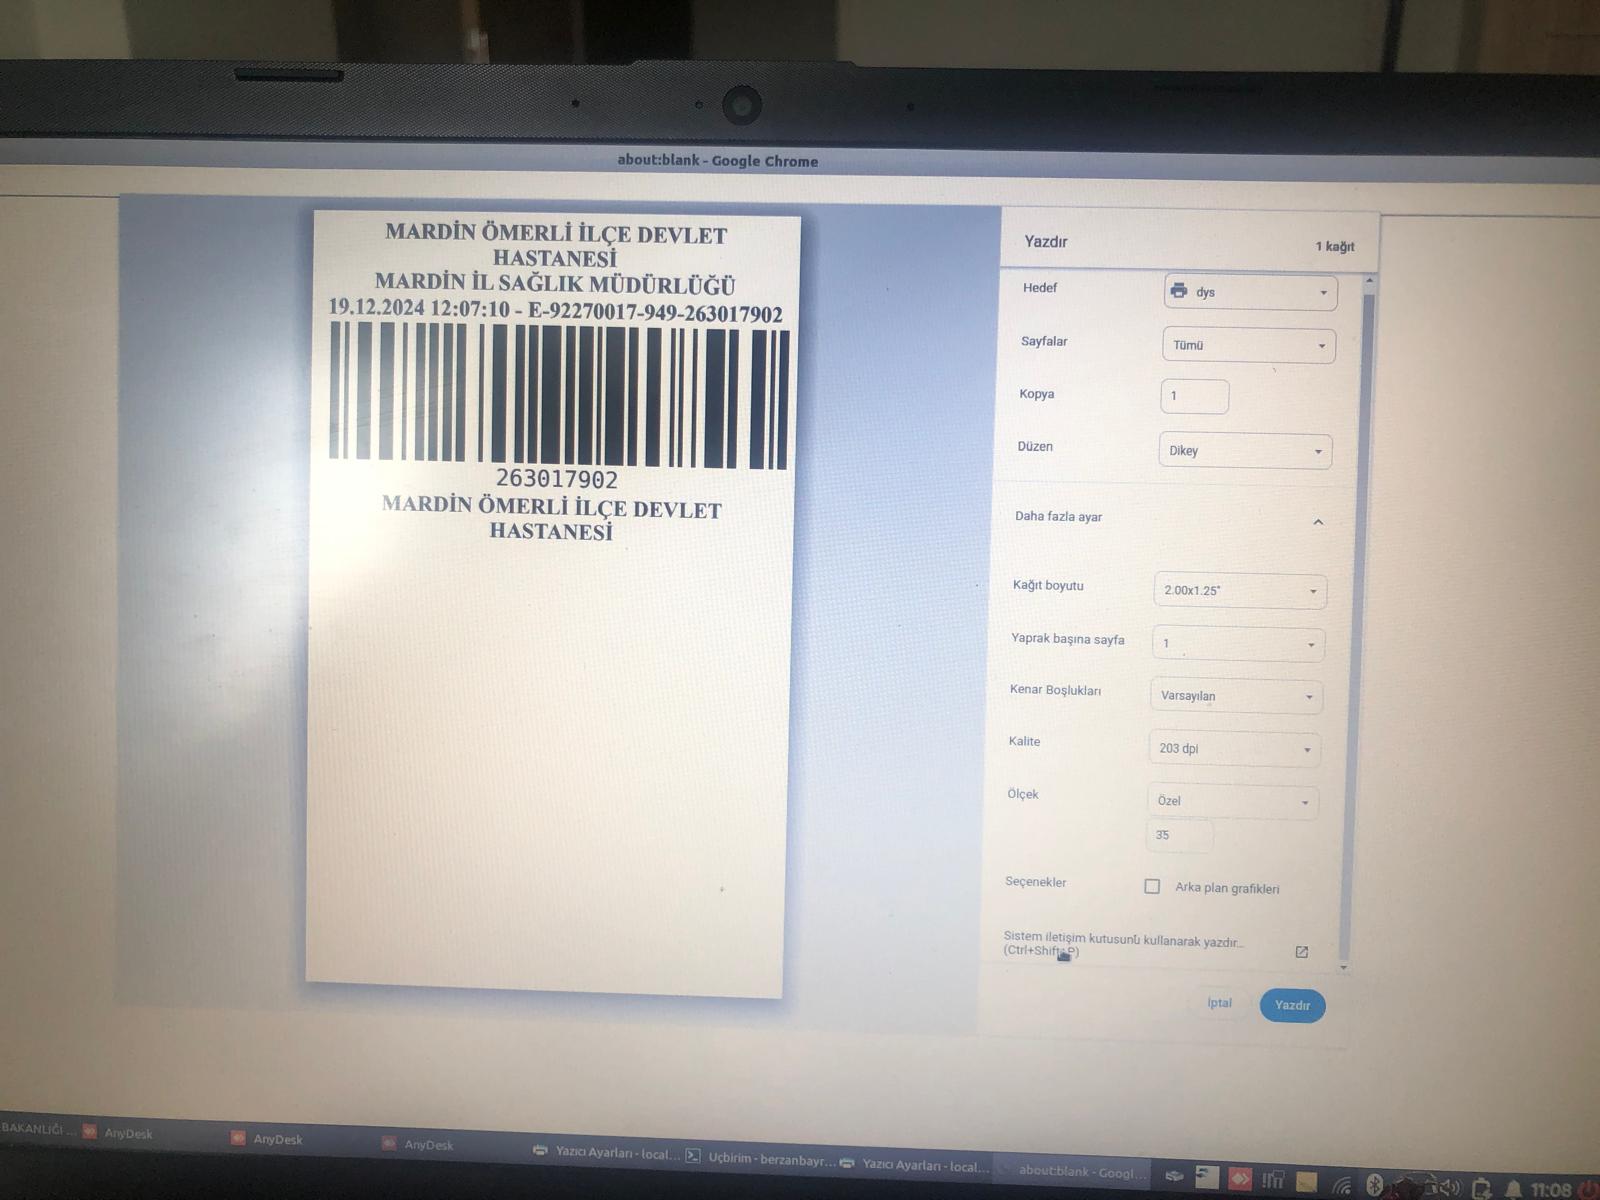 about:blank - Google Chrome
MARDİN ÖMERLİ İLÇE DEVLET
HASTANESİ
MARDİN İL SAĞLIK MÜDÜRLÜĞÜ
19.12.2024 12:07:10 - E-92270017-949-263017902
263017902
MARDİN ÖMERLİ İLÇE DEVLET
HASTANESİ
Yazdır 1 kağıt
Hedef dys
Sayfalar Tümü
Kopya 1
Düzen Dikey
Daha fazla ayar
Kağıt boyutu 2.00x1.25"
Yaprak başına sayfa 1
Kenar Boşlukları Varsayılan
Kalite 203 dpi
Ölçek Özel
35
Seçenekler Arka plan grafikleri
Sistem iletişim kutusunu kullanarak yazdır...
(Ctrl+Shift+P)
İptal Yazdır
BAKANLIĞI ... AnyDesk AnyDesk AnyDesk Yazıcı Ayarları - local... Uçbirim - berzanbayr... Yazıcı Ayarları - local... about:blank - Googl... 11:08